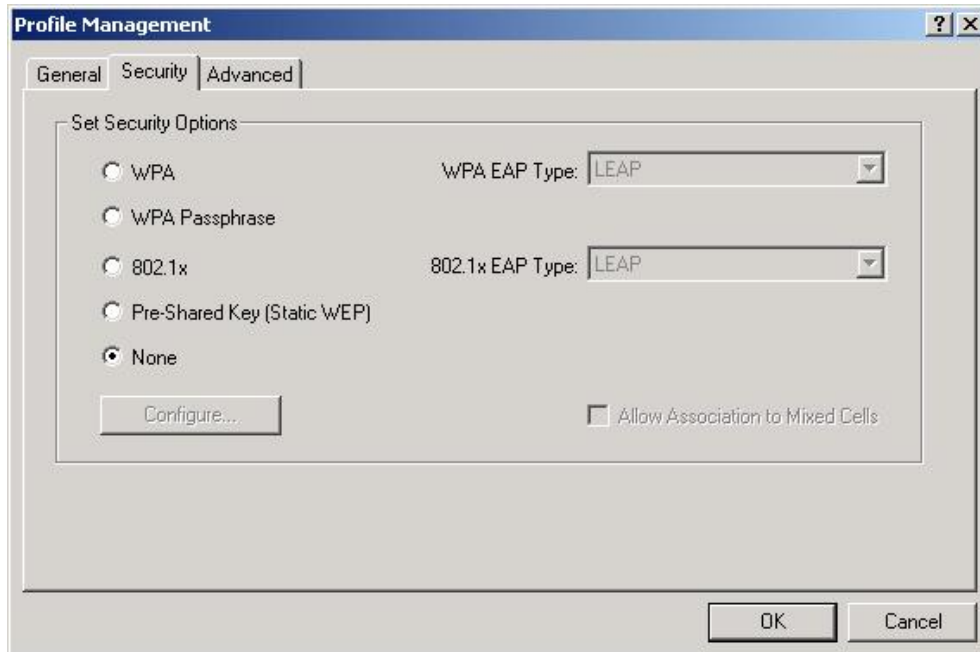 Profile Management
General Security Advanced
Set Security Options
WPA WPA EAP Type: LEAP
WPA Passphrase
802.1x 802.1x EAP Type: LEAP
Pre-Shared Key (Static WEP)
None
Configure... Allow Association to Mixed Cells
OK Cancel